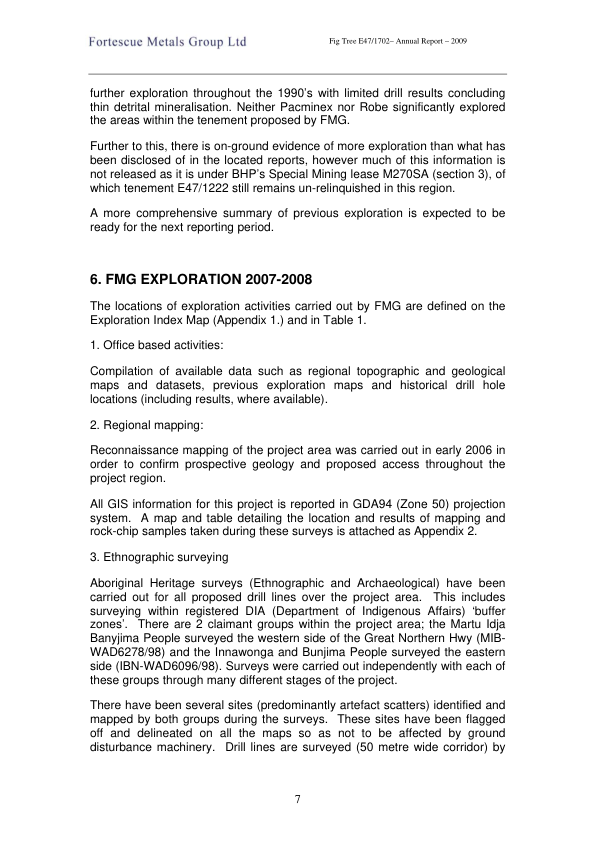 Fortescue Metals Group Ltd
Fig Tree E47/1702– Annual Report – 2009
further exploration throughout the 1990's with limited drill results concluding
thin detrital mineralisation. Neither Pacminex nor Robe significantly explored
the areas within the tenement proposed by FMG.
Further to this, there is on-ground evidence of more exploration than what has
been disclosed of in the located reports, however much of this information is
not released as it is under BHP's Special Mining lease M270SA (section 3), of
which tenement E47/1222 still remains un-relinquished in this region.
A more comprehensive summary of previous exploration is expected to be
ready for the next reporting period.
6. FMG EXPLORATION 2007-2008
The locations of exploration activities carried out by FMG are defined on the
Exploration Index Map (Appendix 1.) and in Table 1.
1. Office based activities:
Compilation of available data such as regional topographic and geological
maps and datasets, previous exploration maps and historical drill hole
locations (including results, where available).
2. Regional mapping:
Reconnaissance mapping of the project area was carried out in early 2006 in
order to confirm prospective geology and proposed access throughout the
project region.
All GIS information for this project is reported in GDA94 (Zone 50) projection
system.  A map and table detailing the location and results of mapping and
rock-chip samples taken during these surveys is attached as Appendix 2.
3. Ethnographic surveying
Aboriginal Heritage surveys (Ethnographic and Archaeological) have been
carried out for all proposed drill lines over the project area.  This includes
surveying within registered DIA (Department of Indigenous Affairs) 'buffer
zones'.  There are 2 claimant groups within the project area; the Martu Idja
Banyjima People surveyed the western side of the Great Northern Hwy (MIB-
WAD6278/98) and the Innawonga and Bunjima People surveyed the eastern
side (IBN-WAD6096/98). Surveys were carried out independently with each of
these groups through many different stages of the project.
There have been several sites (predominantly artefact scatters) identified and
mapped by both groups during the surveys.  These sites have been flagged
off and delineated on all the maps so as not to be affected by ground
disturbance machinery.  Drill lines are surveyed (50 metre wide corridor) by
7